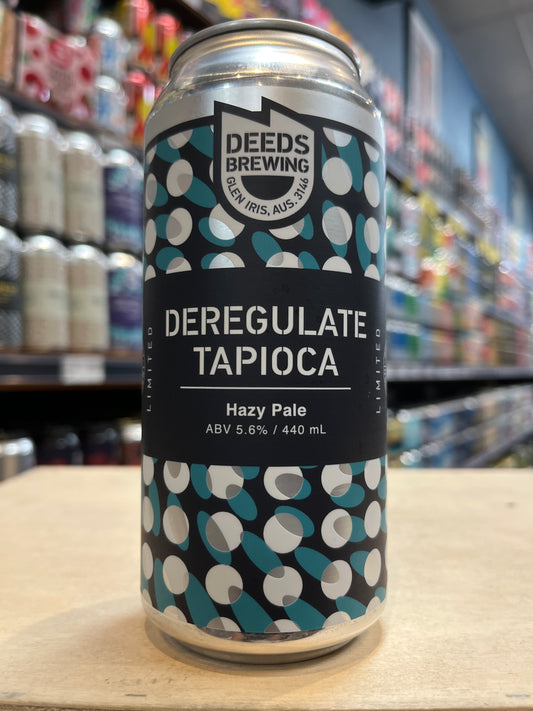 DEEDS
BREWING
GLEN IRIS, AUS. 3146
DEREGULATE
TAPIOCA
Hazy Pale
ABV 5.6% / 440 mL
LIMITED
LIMITED